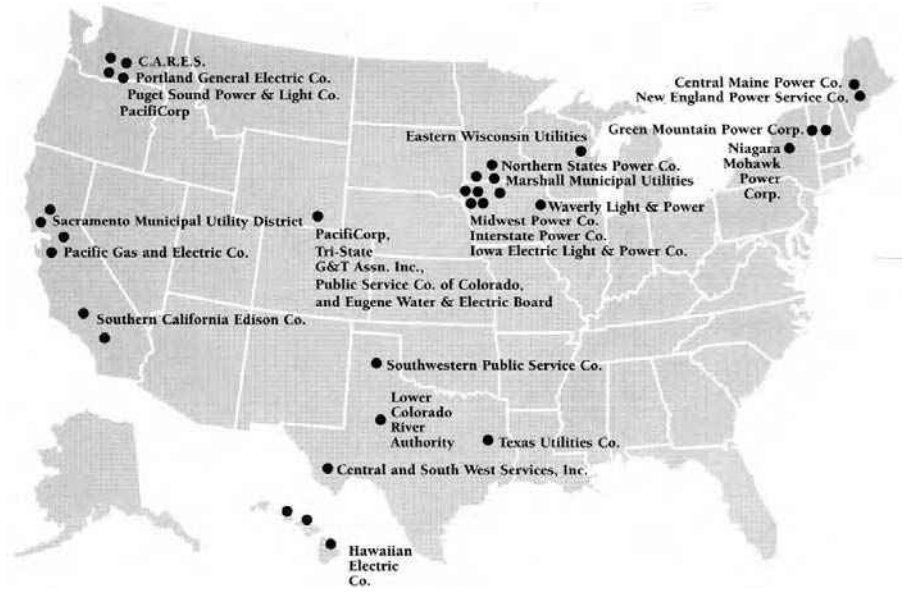 C.A.R.E.S.
Portland General Electric Co.
Puget Sound Power & Light Co.
PacifiCorp
Central Maine Power Co.
New England Power Service Co.
Green Mountain Power Corp.
Niagara
Mohawk
Power
Corp.
Eastern Wisconsin Utilities
Northern States Power Co.
Marshall Municipal Utilities
Waverly Light & Power
Midwest Power Co.
Interstate Power Co.
Iowa Electric Light & Power Co.
Sacramento Municipal Utility District
Pacific Gas and Electric Co.
PacifiCorp,
Tri-State
G&T Assn. Inc.,
Public Service Co. of Colorado,
and Eugene Water & Electric Board
Southern California Edison Co.
Southwestern Public Service Co.
Lower
Colorado
River
Authority
Texas Utilities Co.
Central and South West Services, Inc.
Hawaiian
Electric
Co.